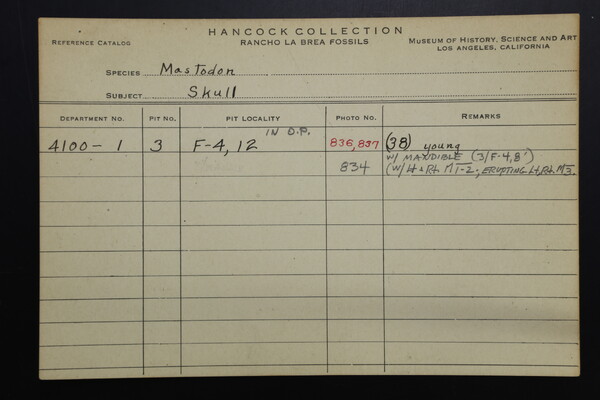 HANCOCK COLLECTION
REFERENCE CATALOG
RANCHO LA BREA FOSSILS
MUSEUM OF HISTORY, SCIENCE AND ART
LOS ANGELES, CALIFORNIA
SPECIES Mastodon
SUBJECT Skull
DEPARTMENT NO. PIT NO. PIT LOCALITY PHOTO NO. REMARKS
IN D.P.
4100-1 3 F-4, 12 836, 837 (38) young
W/ MANDIBLE (3/F-4, 8')
834 (W/ Lt & Rt. M1-2; ERUPTING Lt, Rt. M3.